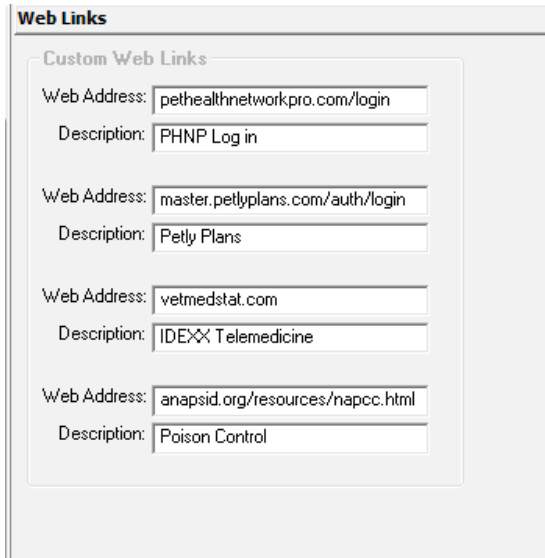 Web Links
Custom Web Links
Web Address: pethealthnetworkpro.com/login
Description: PHNP Log in
Web Address: master.petlyplans.com/auth/login
Description: Petly Plans
Web Address: vetmedstat.com
Description: IDEXX Telemedicine
Web Address: anapsid.org/resources/napcc.html
Description: Poison Control